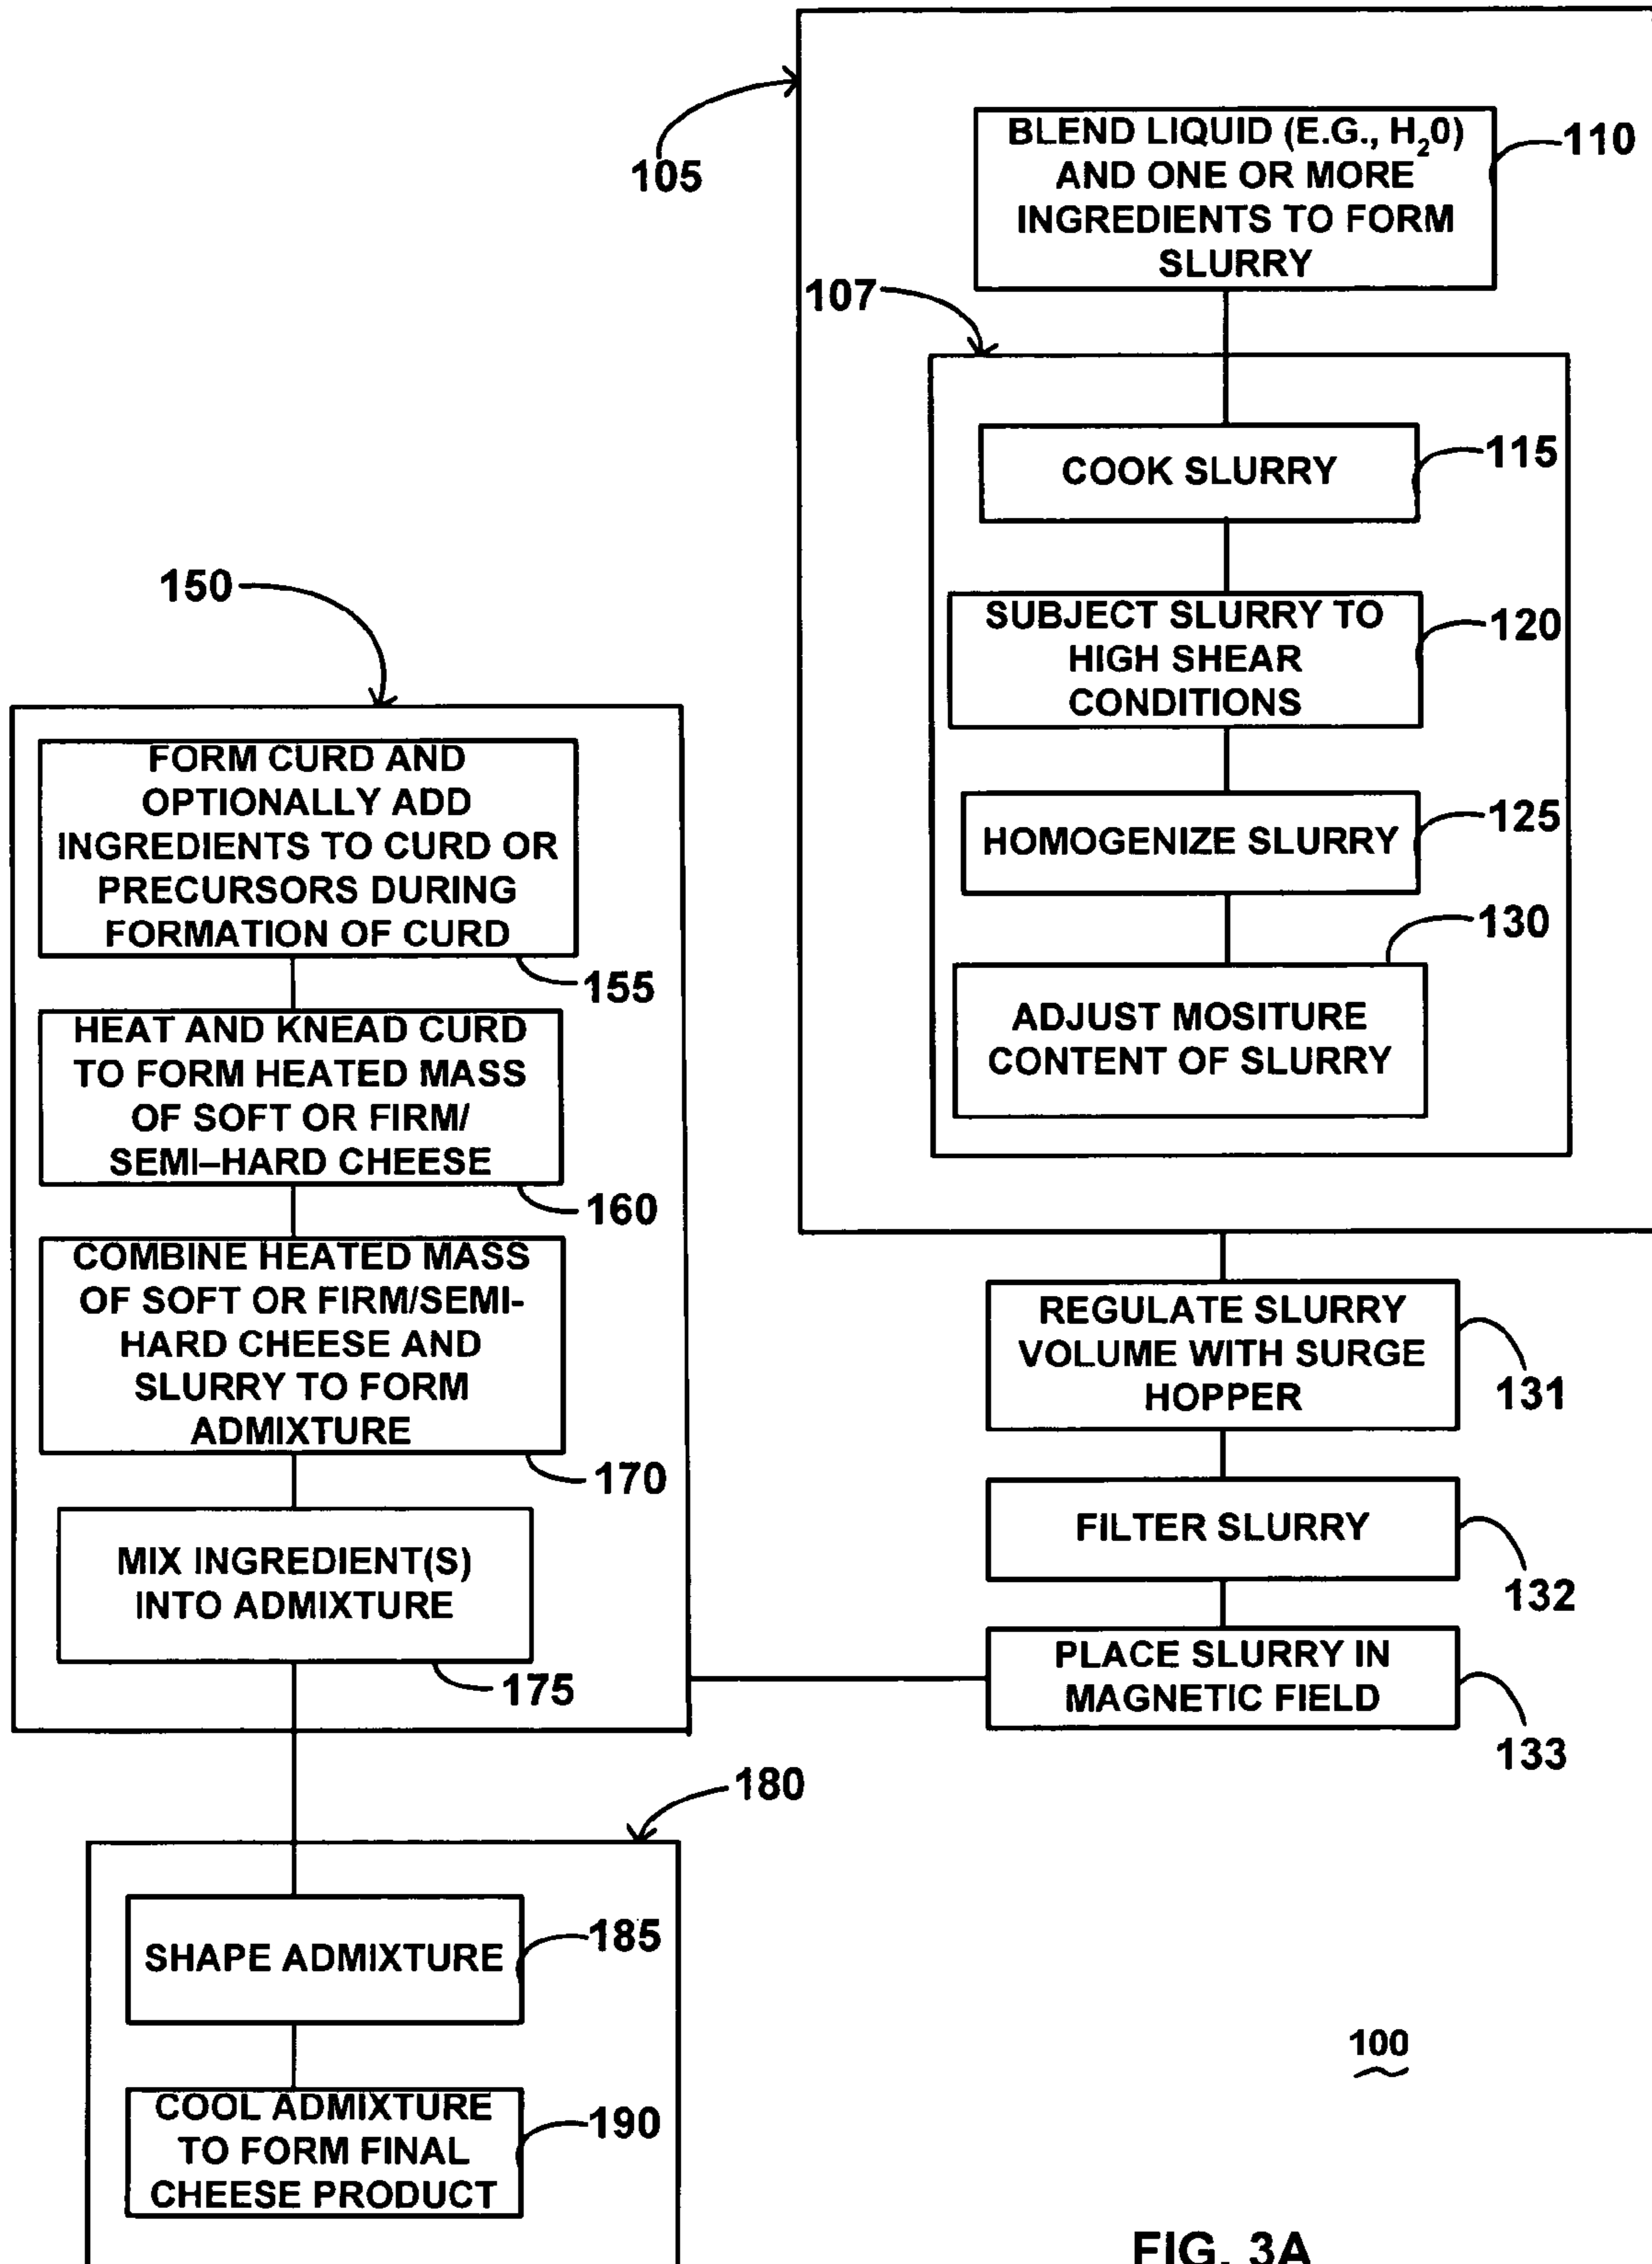 105
BLEND LIQUID (E.G., H₂0)
AND ONE OR MORE
INGREDIENTS TO FORM
SLURRY
110
107
COOK SLURRY
115
SUBJECT SLURRY TO
HIGH SHEAR
CONDITIONS
120
HOMOGENIZE SLURRY
125
130
ADJUST MOSITURE
CONTENT OF SLURRY
REGULATE SLURRY
VOLUME WITH SURGE
HOPPER
131
FILTER SLURRY
132
PLACE SLURRY IN
MAGNETIC FIELD
133
150
FORM CURD AND
OPTIONALLY ADD
INGREDIENTS TO CURD OR
PRECURSORS DURING
FORMATION OF CURD
155
HEAT AND KNEAD CURD
TO FORM HEATED MASS
OF SOFT OR FIRM/
SEMI–HARD CHEESE
160
COMBINE HEATED MASS
OF SOFT OR FIRM/SEMI-
HARD CHEESE AND
SLURRY TO FORM
ADMIXTURE
170
MIX INGREDIENT(S)
INTO ADMIXTURE
175
180
SHAPE ADMIXTURE
185
COOL ADMIXTURE
TO FORM FINAL
CHEESE PRODUCT
190
100
FIG. 3A